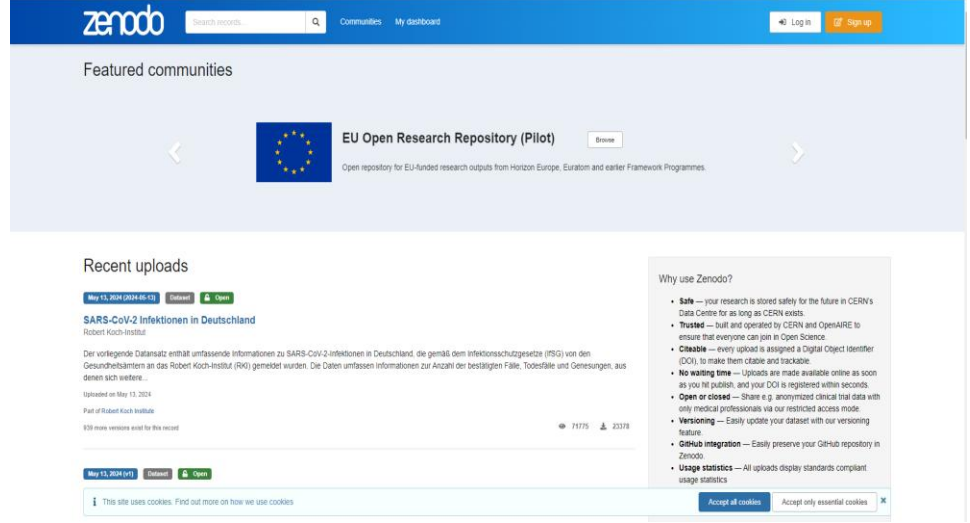 zenodo
Search records...
Communities
My dashboard
Log in
Sign up
Featured communities
EU Open Research Repository (Pilot)
Browse
Open repository for EU-funded research outputs from Horizon Europe, Euratom and earlier Framework Programmes.
Recent uploads
May 13, 2024 (2024-05-13) Dataset Open
SARS-CoV-2 Infektionen in Deutschland
Robert Koch-Institut
Der vorliegende Datensatz enthält umfassende Informationen zu SARS-CoV-2-Infektionen in Deutschland, die gemäß dem Infektionsschutzgesetze (IfSG) von den
Gesundheitsämtern an das Robert Koch-Institut (RKI) gemeldet wurden. Die Daten umfassen Informationen zur Anzahl der bestätigten Fälle, Todesfälle und Genesungen, aus
denen sich weitere...
Uploaded on May 13, 2024
Part of Robert Koch Institute
939 more versions exist for this record
71775 23378
May 13, 2024 (v1) Dataset Open
Why use Zenodo?
• Safe — your research is stored safely for the future in CERN's
Data Centre for as long as CERN exists.
• Trusted — built and operated by CERN and OpenAIRE to
ensure that everyone can join in Open Science.
• Citeable — every upload is assigned a Digital Object Identifier
(DOI), to make them citable and trackable.
• No waiting time — Uploads are made available online as soon
as you hit publish, and your DOI is registered within seconds.
• Open or closed — Share e.g. anonymized clinical trial data with
only medical professionals via our restricted access mode.
• Versioning — Easily update your dataset with our versioning
feature.
• GitHub integration — Easily preserve your GitHub repository in
Zenodo.
• Usage statistics — All uploads display standards compliant
usage statistics
i This site uses cookies. Find out more on how we use cookies
Accept all cookies
Accept only essential cookies